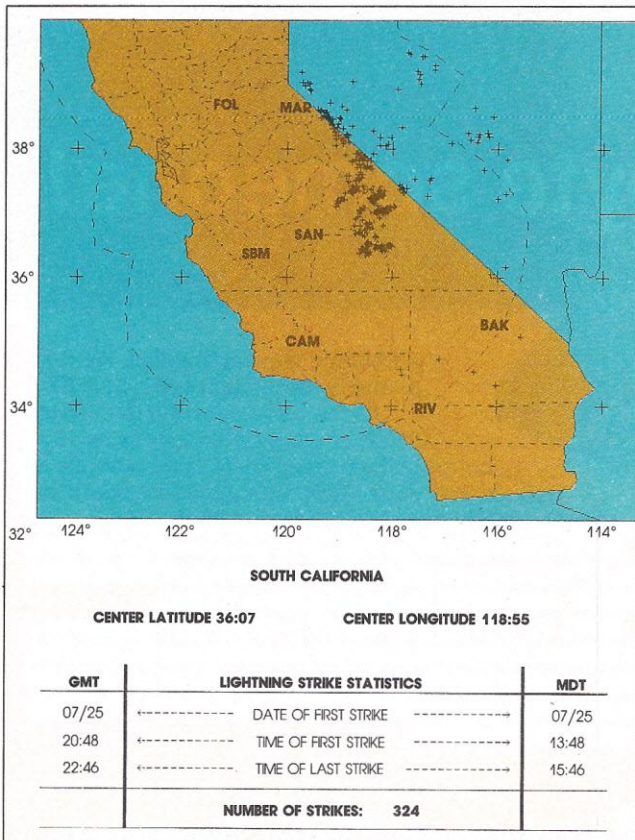 FOL
MAR
38°
SAN
SBM
36°
BAK
CAM
34°
RIV
32°
124° 122° 120° 118° 116° 114°
SOUTH CALIFORNIA
CENTER LATITUDE 36:07 CENTER LONGITUDE 118:55
GMT LIGHTNING STRIKE STATISTICS MDT
07/25 DATE OF FIRST STRIKE 07/25
20:48 TIME OF FIRST STRIKE 13:48
22:46 TIME OF LAST STRIKE 15:46
NUMBER OF STRIKES: 324